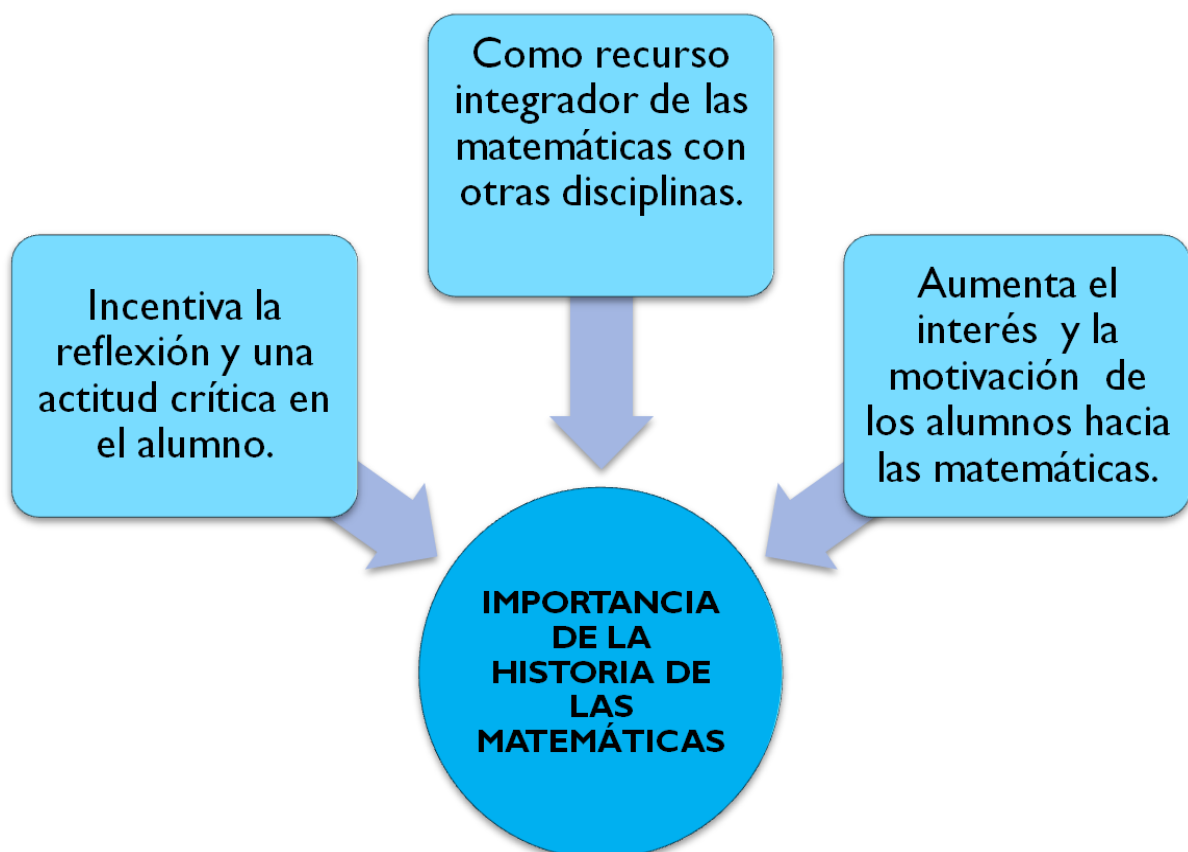 Como recurso
integrador de las
matemáticas con
otras disciplinas.
Incentiva la
reflexión y una
actitud crítica en
el alumno.
Aumenta el
interés y la
motivación de
los alumnos hacia
las matemáticas.
IMPORTANCIA
DE LA
HISTORIA DE
LAS
MATEMÁTICAS